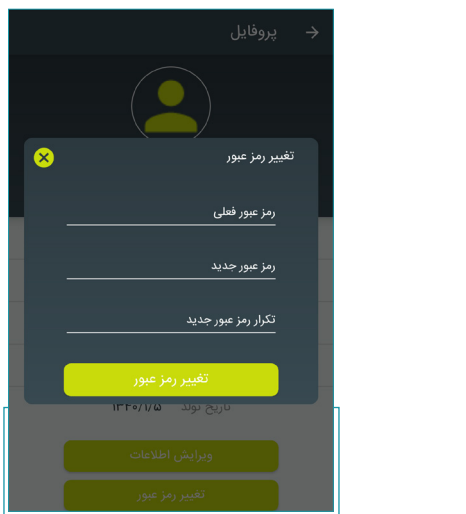 پروفایل
تغییر رمز عبور
رمز عبور فعلی
رمز عبور جدید
تکرار رمز عبور جدید
تغییر رمز عبور
تاریخ تولد ۱۳۴۰/۱/۵
ویرایش اطلاعات
تغییر رمز عبور